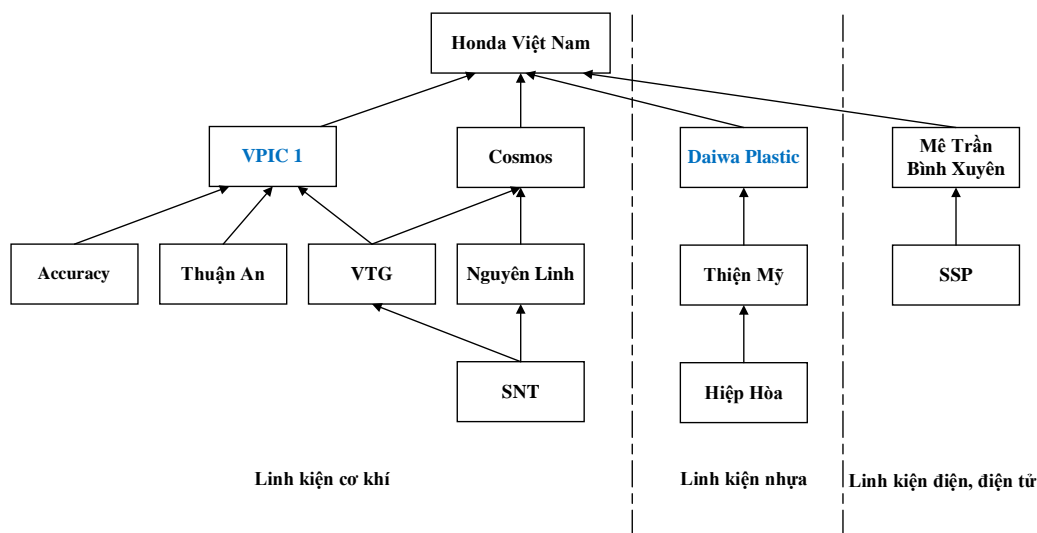 Honda Việt Nam
VPIC 1
Cosmos
Daiwa Plastic
Mê Trần
Bình Xuyên
Accuracy
Thuận An
VTG
Nguyên Linh
Thiện Mỹ
SSP
SNT
Hiệp Hòa
Linh kiện cơ khí
Linh kiện nhựa
Linh kiện điện, điện tử